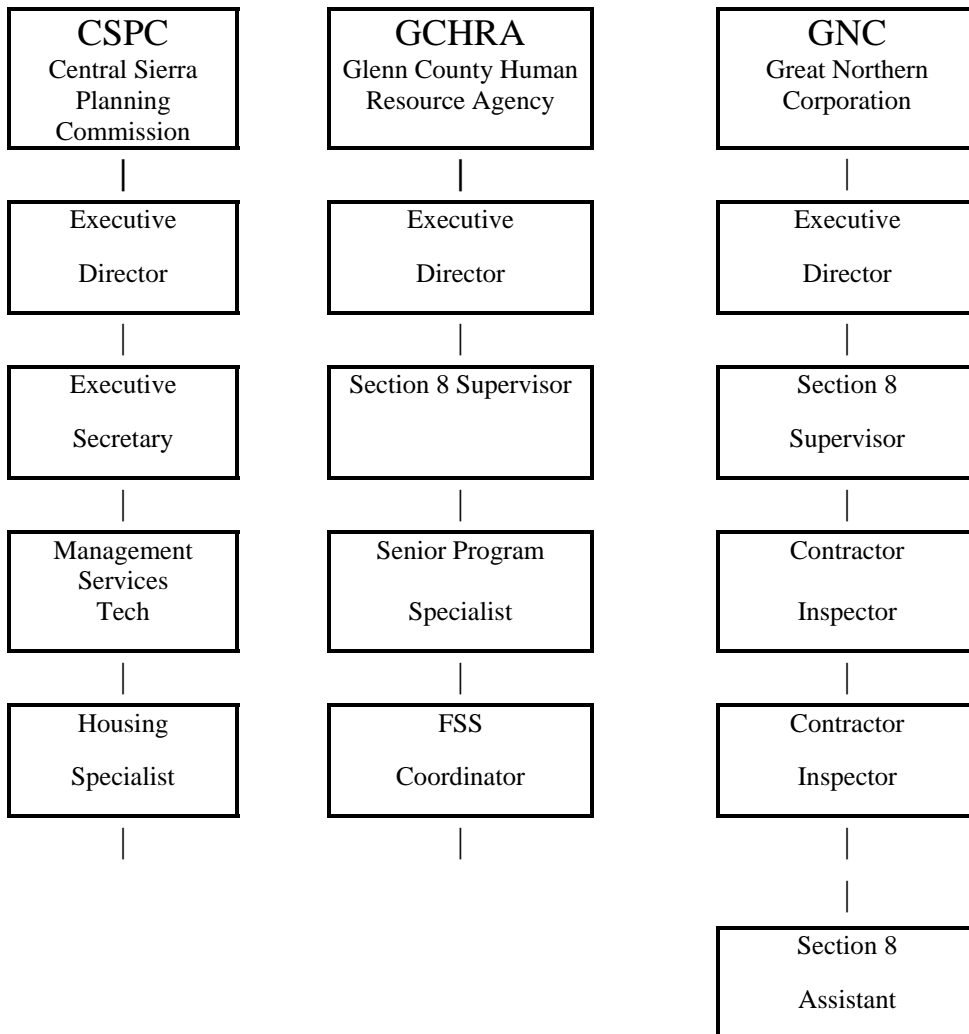 CSPC
Central Sierra
Planning
Commission
Executive
Director
Executive
Secretary
Management
Services
Tech
Housing
Specialist
GCHRA
Glenn County Human
Resource Agency
Executive
Director
Section 8 Supervisor
Senior Program
Specialist
FSS
Coordinator
GNC
Great Northern
Corporation
Executive
Director
Section 8
Supervisor
Contractor
Inspector
Contractor
Inspector
Section 8
Assistant